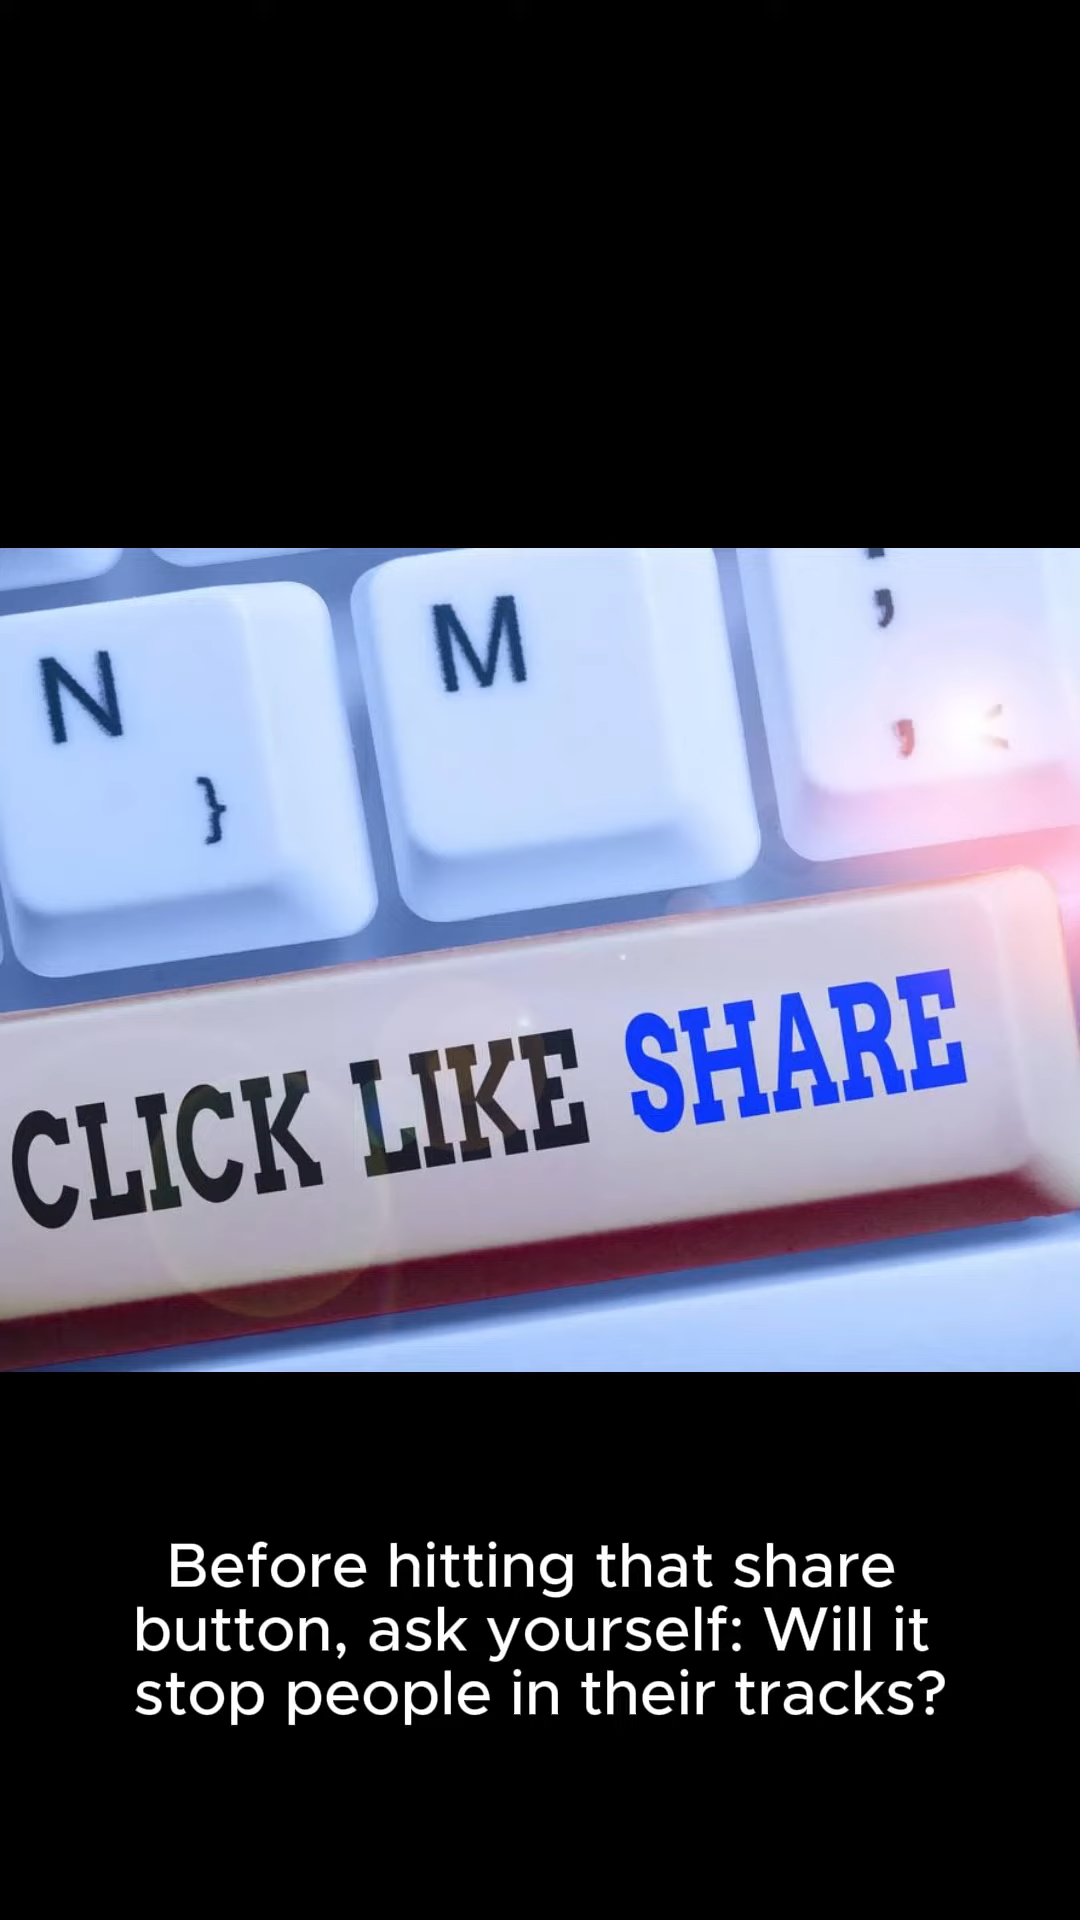 N
M
;
}
, <
CLICK LIKE SHARE
Before hitting that share
button, ask yourself: Will it
stop people in their tracks?